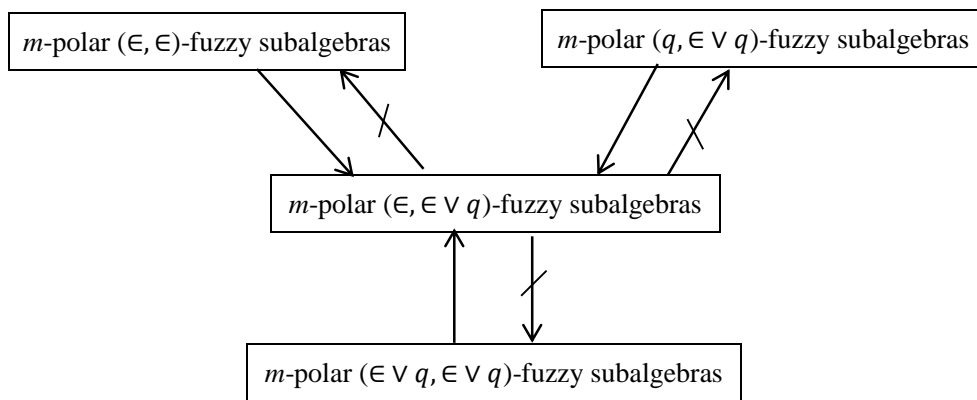 m-polar (∈, ∈)-fuzzy subalgebras
m-polar (q, ∈ ∨ q)-fuzzy subalgebras
m-polar (∈, ∈ ∨ q)-fuzzy subalgebras
m-polar (∈ ∨ q, ∈ ∨ q)-fuzzy subalgebras